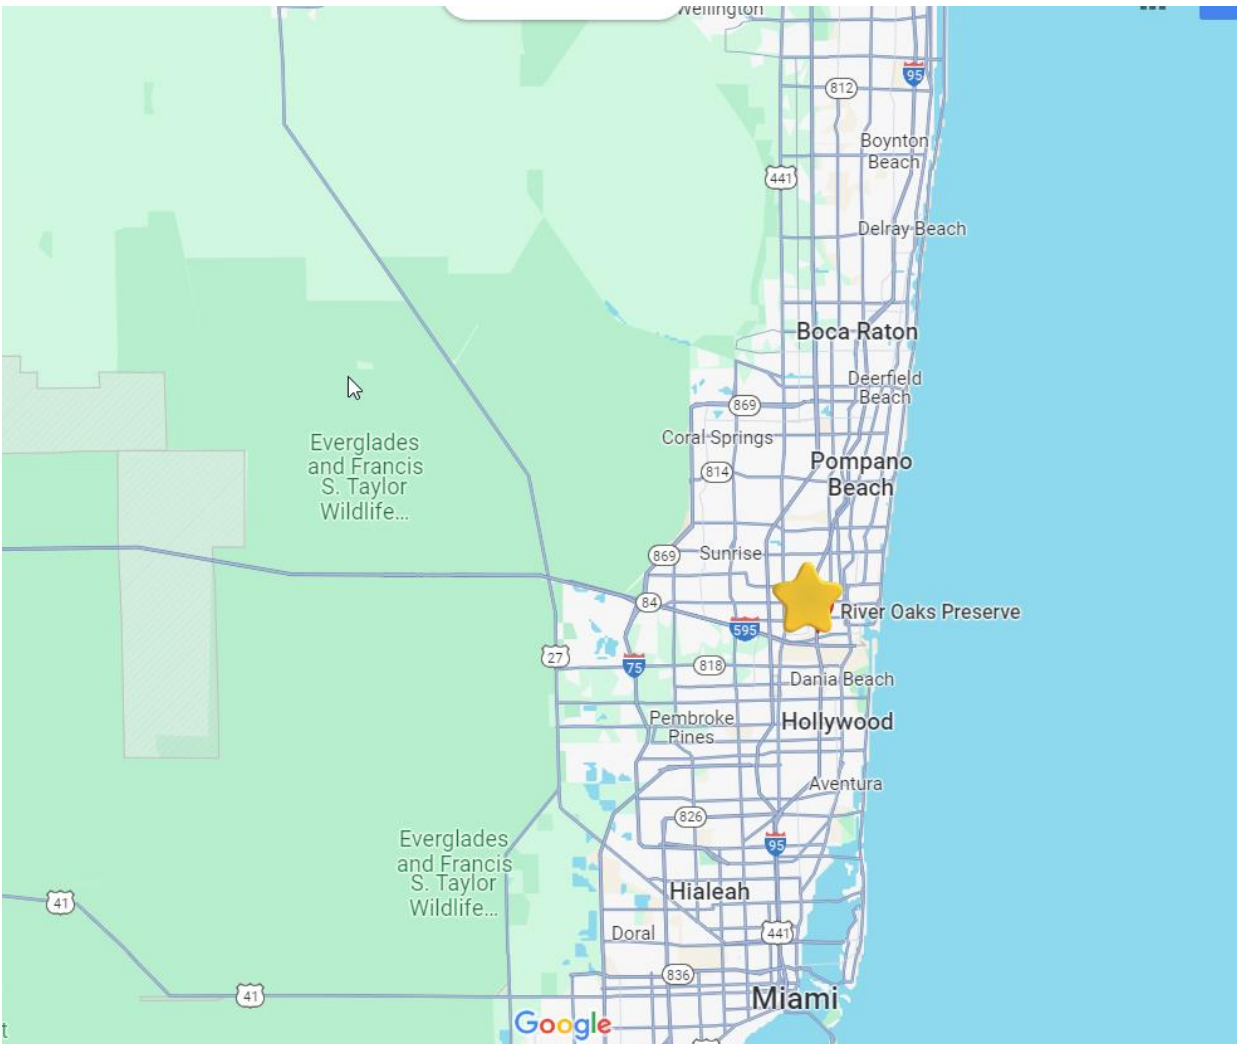 Wellington
95
812
Boynton
Beach
441
Delray Beach
Boca Raton
Deerfield
Beach
869
Coral Springs
814
Pompano
Beach
Everglades
and Francis
S. Taylor
Wildlife...
869
Sunrise
84
River Oaks Preserve
595
27
75
818
Dania Beach
Pembroke
Pines
Hollywood
Aventura
826
95
Everglades
and Francis
S. Taylor
Wildlife...
Hialeah
41
Doral
441
836
41
Miami
Google
t